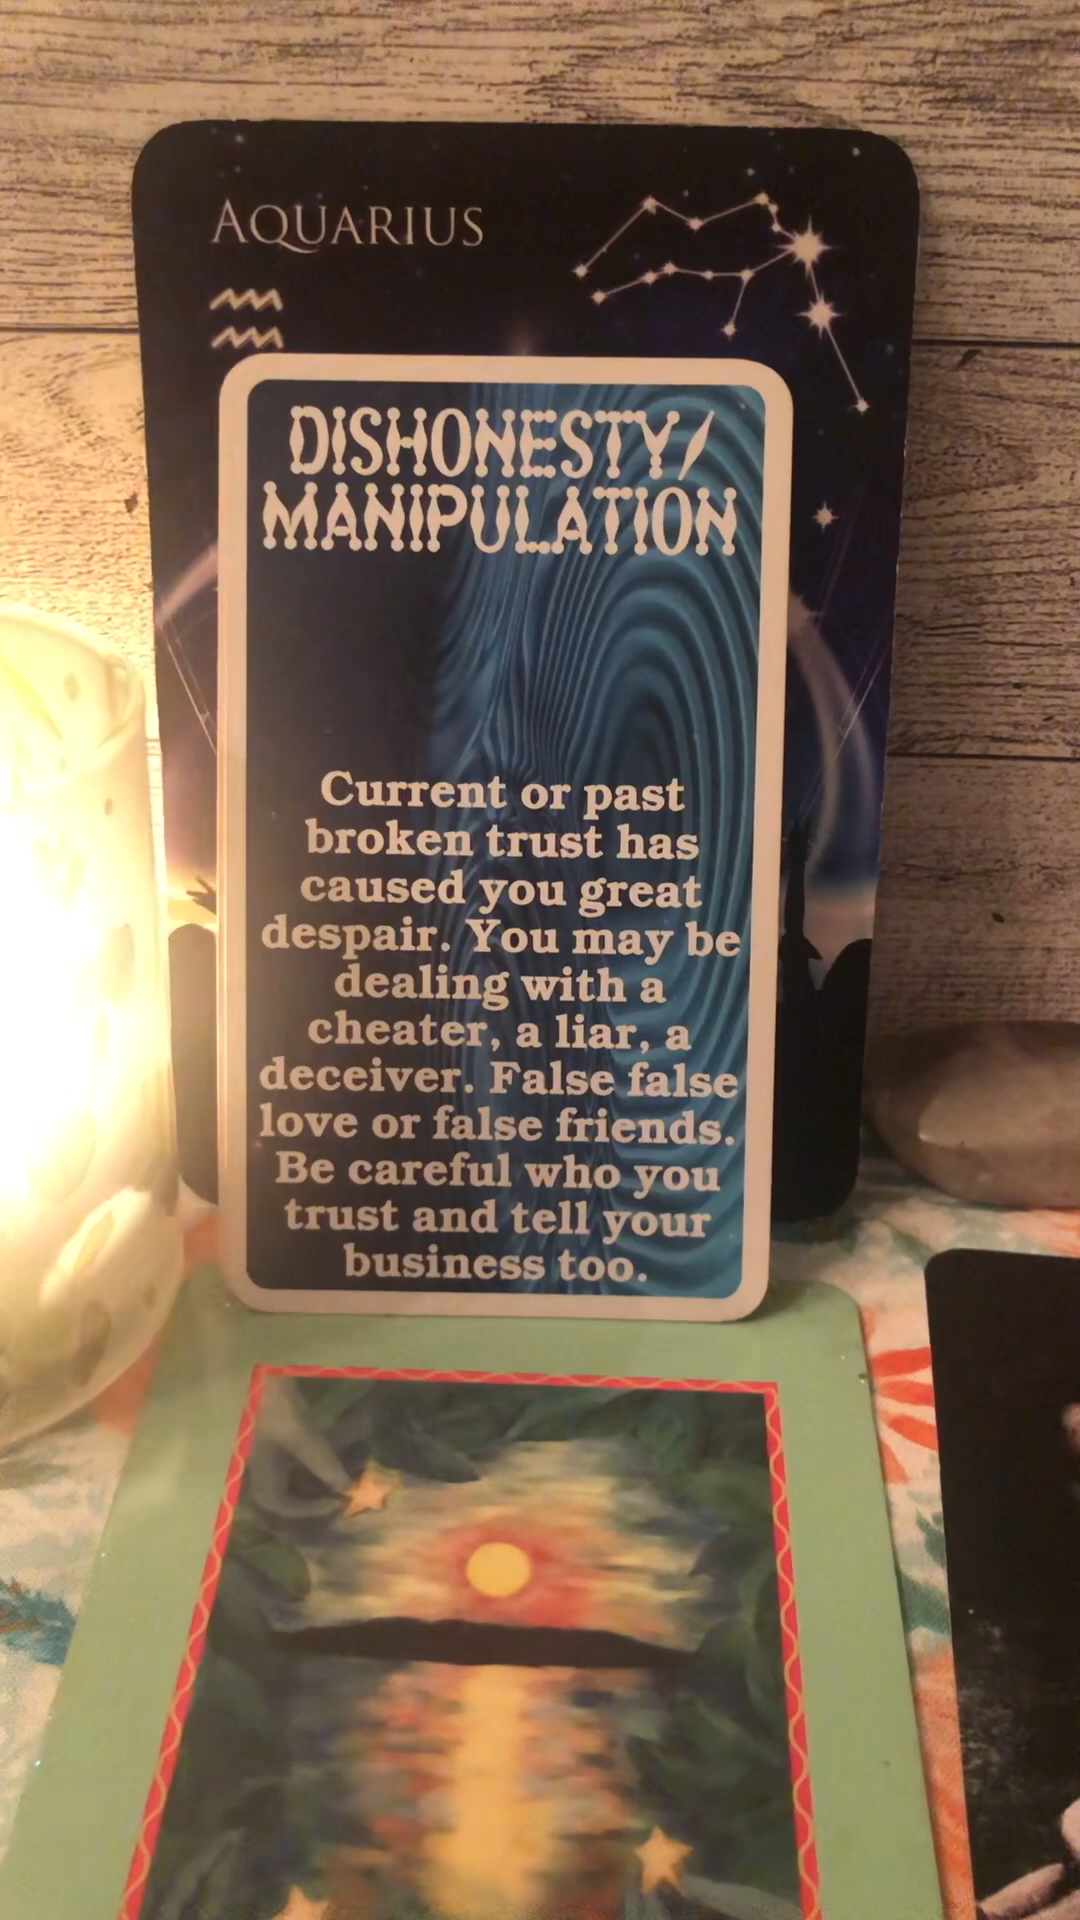 AQUARIUS
DISHONESTY/
MANIPULATION
Current or past
broken trust has
caused you great
despair. You may be
dealing with a
cheater, a liar, a
deceiver. False false
love or false friends.
Be careful who you
trust and tell your
business too.